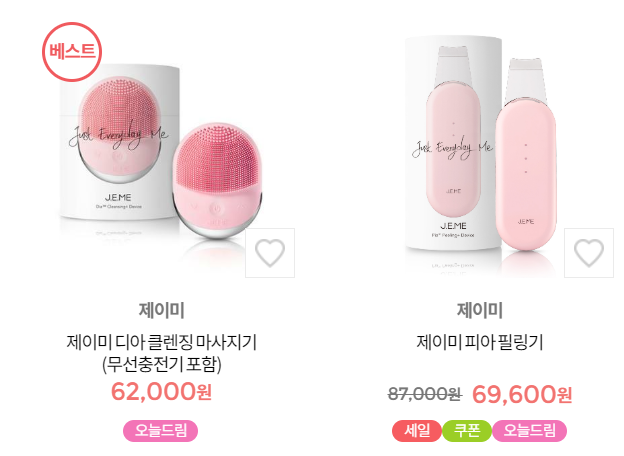 베스트
Just Everyday Me
J.E.ME
Just Everyday Me
J.E.ME
J.E.ME
제이미
제이미 디아 클렌징 마사지기
(무선충전기 포함)
62,000원
오늘드림
제이미
제이미 피아 필링기
87,000원 69,600원
세일 쿠폰 오늘드림